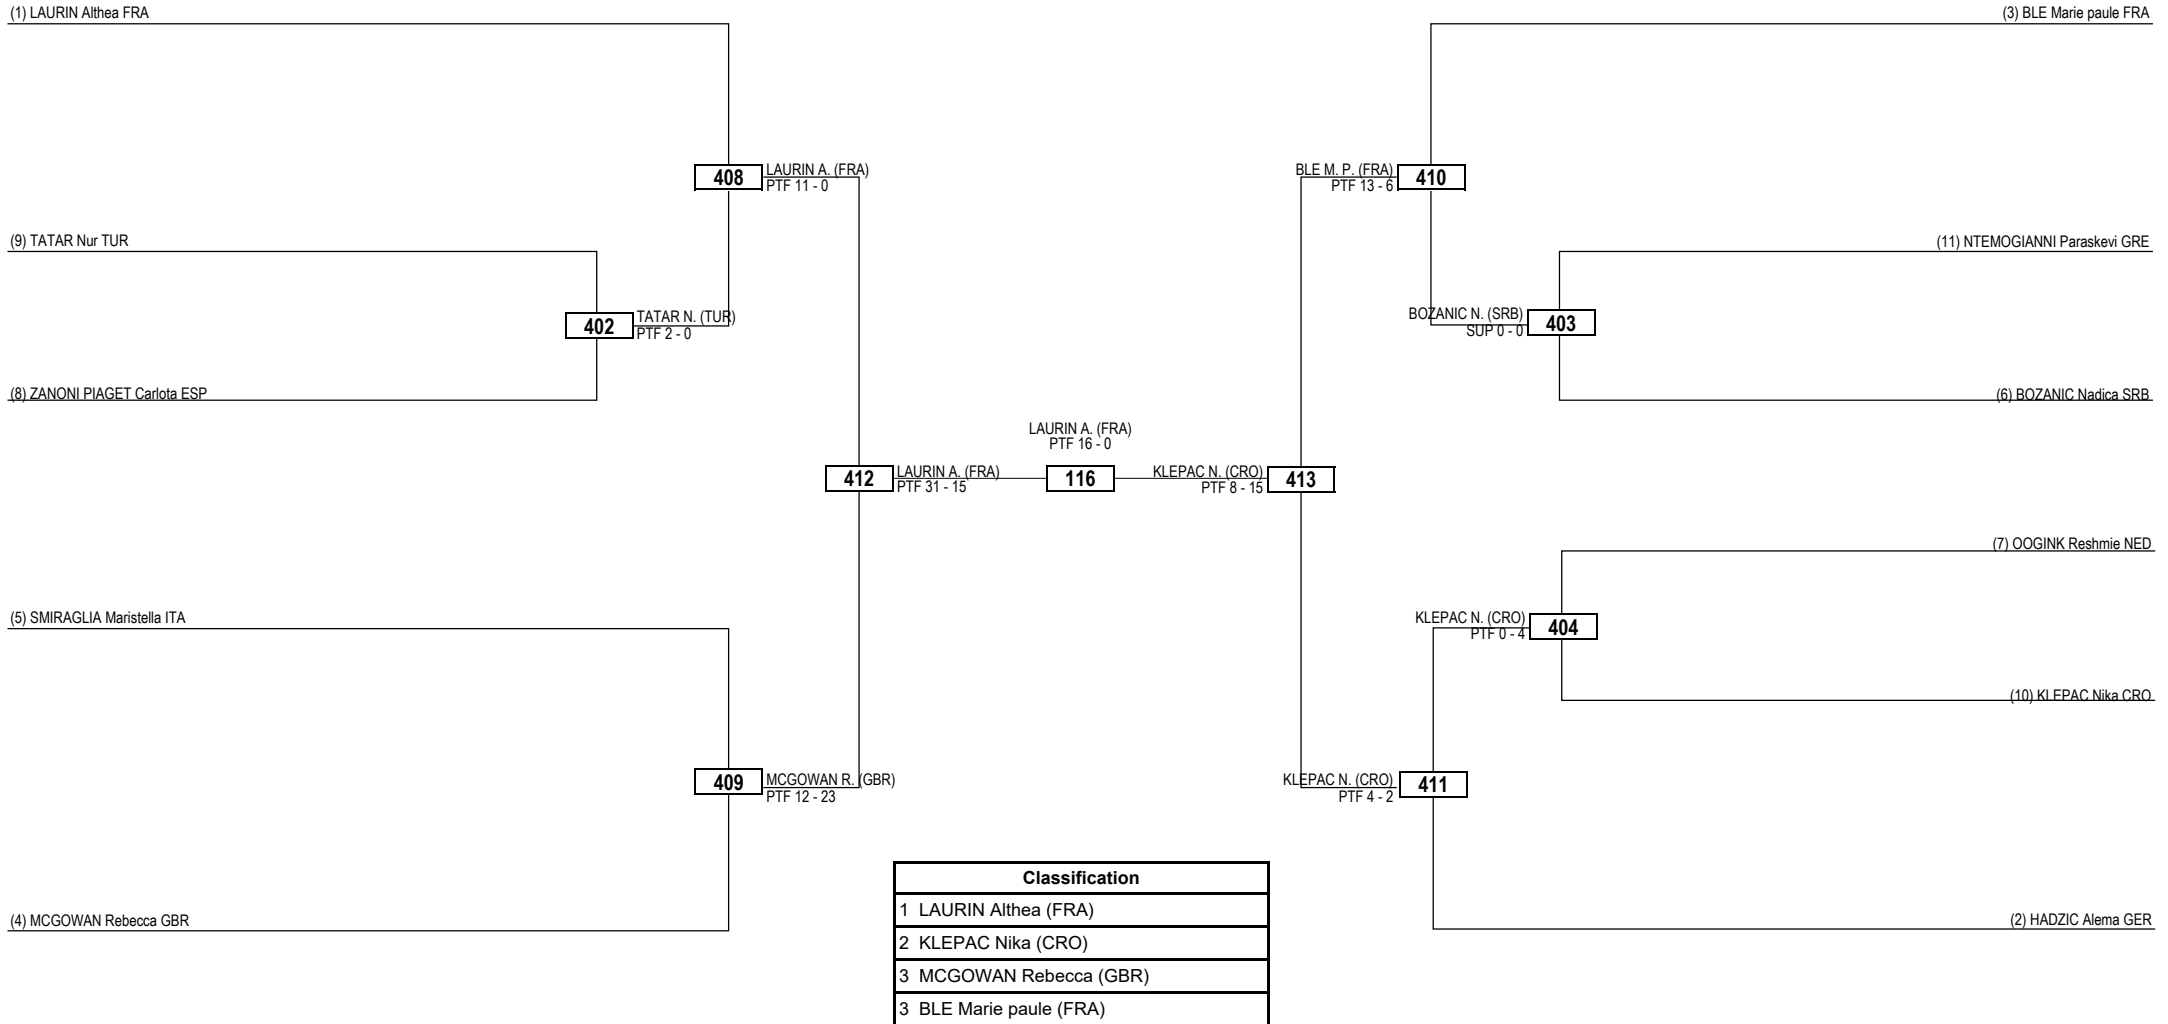 (1) LAURIN Althea FRA
(3) BLE Marie paule FRA
408
LAURIN A. (FRA)
PTF 11 - 0
BLE M. P. (FRA)
PTF 13 - 6
410
(9) TATAR Nur TUR
(11) NTEMOGIANNI Paraskevi GRE
402
TATAR N. (TUR)
PTF 2 - 0
BOZANIC N. (SRB)
SUP 0 - 0
403
(8) ZANONI PIAGET Carlota ESP
(6) BOZANIC Nadica SRB
LAURIN A. (FRA)
PTF 16 - 0
412
LAURIN A. (FRA)
PTF 31 - 15
116
KLEPAC N. (CRO)
PTF 8 - 15
413
(7) OOGINK Reshmie NED
(5) SMIRAGLIA Maristella ITA
KLEPAC N. (CRO)
PTF 0 - 4
404
(10) KLEPAC Nika CRO
409
MCGOWAN R. (GBR)
PTF 12 - 23
KLEPAC N. (CRO)
PTF 4 - 2
411
(4) MCGOWAN Rebecca GBR
(2) HADZIC Alema GER
Classification
1 LAURIN Althea (FRA)
2 KLEPAC Nika (CRO)
3 MCGOWAN Rebecca (GBR)
3 BLE Marie paule (FRA)